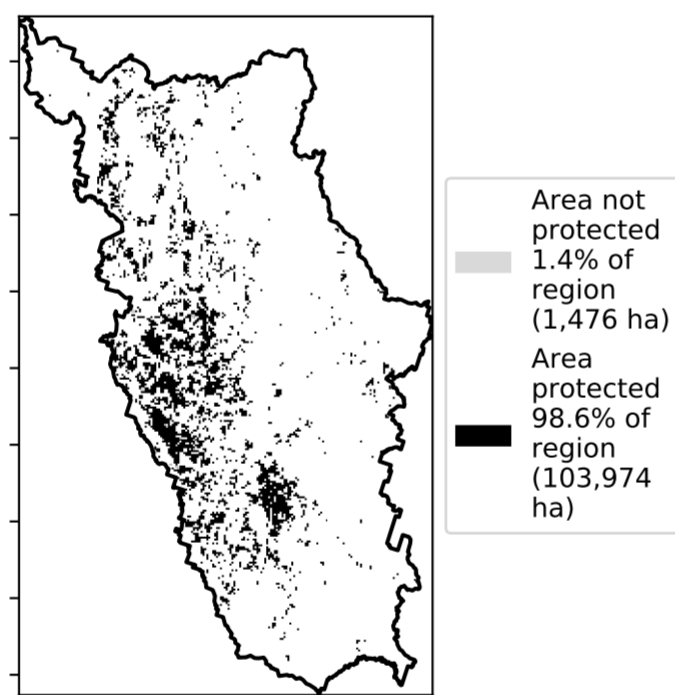 Area not
protected
1.4% of
region
(1,476 ha)
Area
protected
98.6% of
region
(103,974
ha)